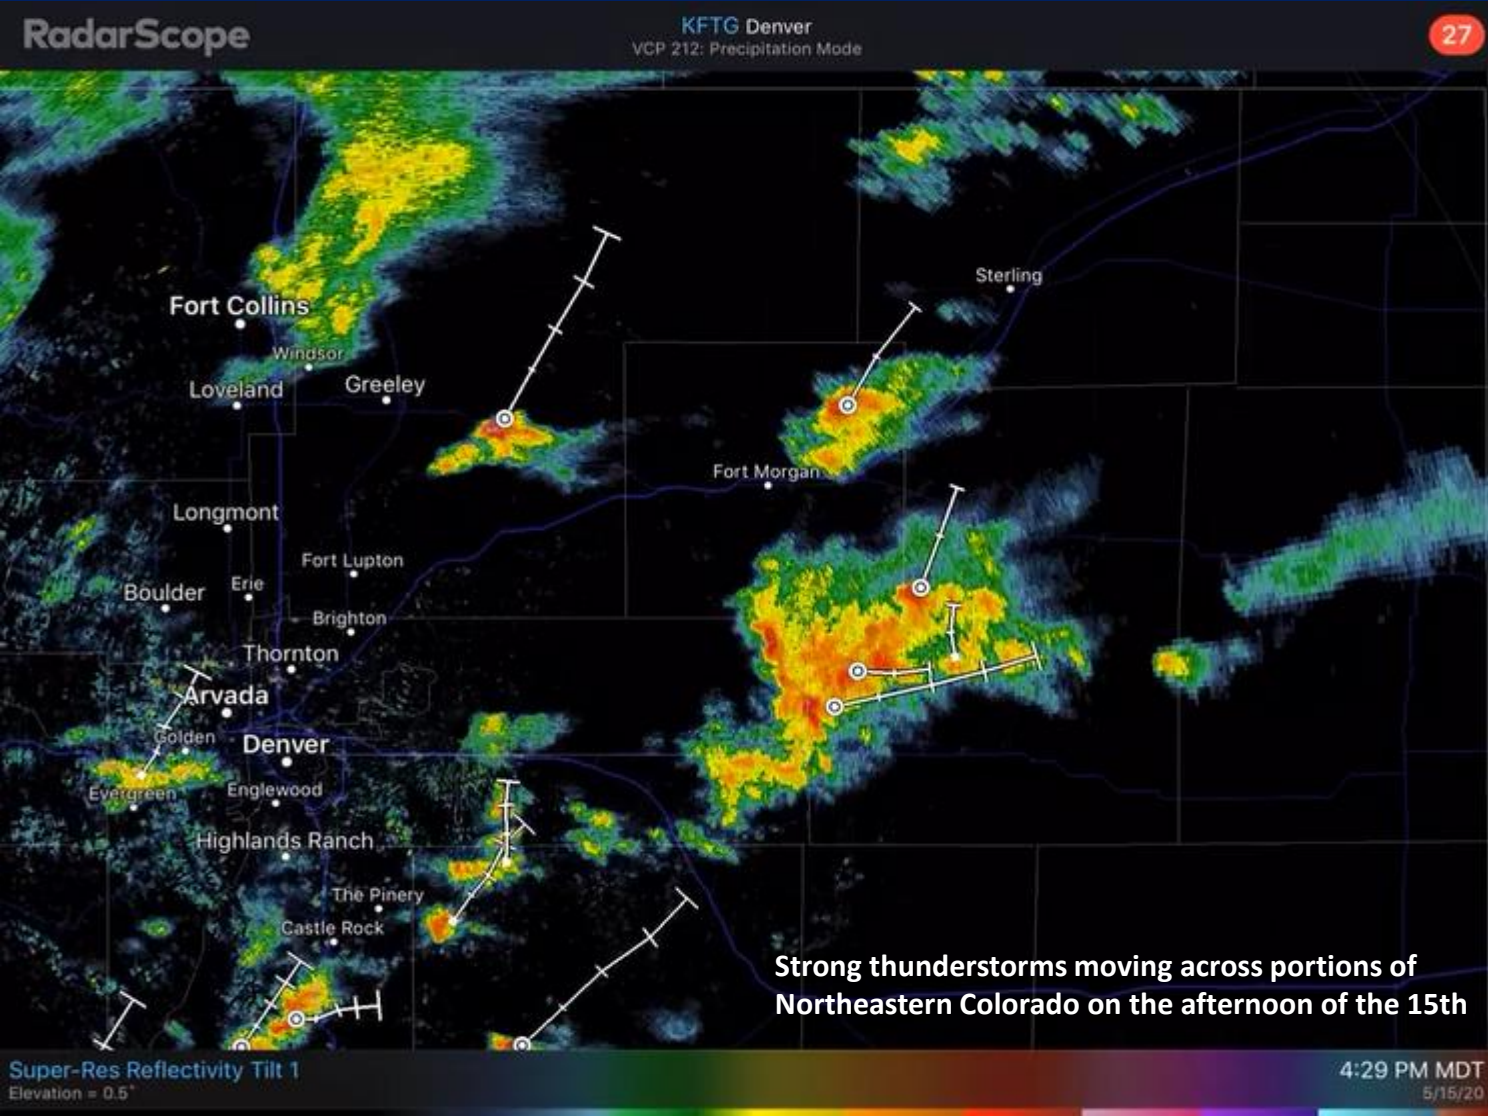 RadarScope
KFTG Denver
VCP 212: Precipitation Mode
27
Sterling
Fort Collins
Windsor
Loveland
Greeley
Fort Morgan
Longmont
Fort Lupton
Boulder
Erie
Brighton
Thornton
Arvada
Golden
Denver
Evergreen
Englewood
Highlands Ranch
The Pinery
Castle Rock
Strong thunderstorms moving across portions of
Northeastern Colorado on the afternoon of the 15th
Super-Res Reflectivity Tilt 1
Elevation = 0.5°
4:29 PM MDT
5/15/20